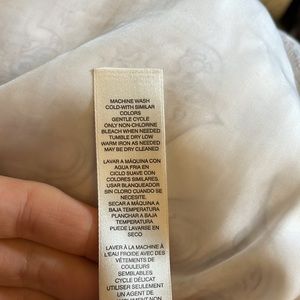 MACHINE WASH
COLD-WITH SIMILAR
COLORS
GENTLE CYCLE
ONLY NON-CHLORINE
BLEACH WHEN NEEDED
TUMBLE DRY LOW
WARM IRON AS NEEDED
MAY BE DRY CLEANED
LAVAR A MÁQUINA CON
AGUA FRIA EN
CICLO SUAVE CON
COLORES SIMILARES.
USAR BLANQUEADOR
SIN CLORO CUANDO SE
NECESITE.
SECAR A MÁQUINA A
BAJA TEMPERATURA
PLANCHAR A BAJA
TEMPERATURA
PUEDE LAVARSE EN
SECO
LAVER À LA MACHINE À
L'EAU FROIDE AVEC DES
VÊTEMENTS DE
COULEURS
SEMBLABLES.
CYCLE DÉLICAT
UTILISER SEULEMENT
UN AGENT DE